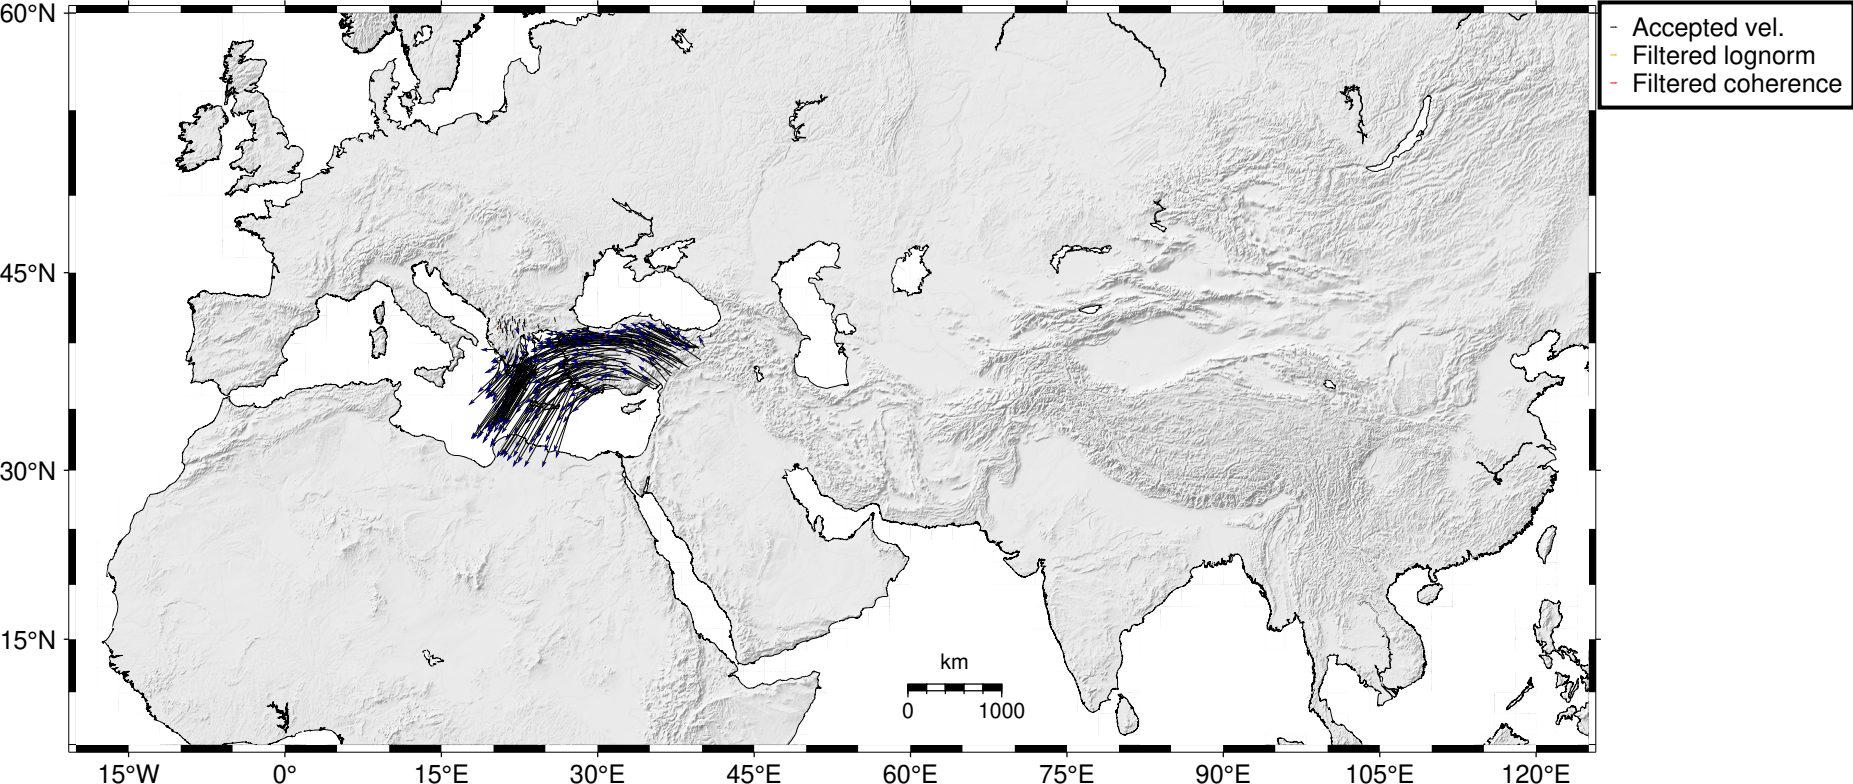 60°N
45°N
30°N
15°N
15°W 0° 15°E 30°E 45°E 60°E 75°E 90°E 105°E 120°E
km
0 1000
Accepted vel.
Filtered lognorm
Filtered coherence